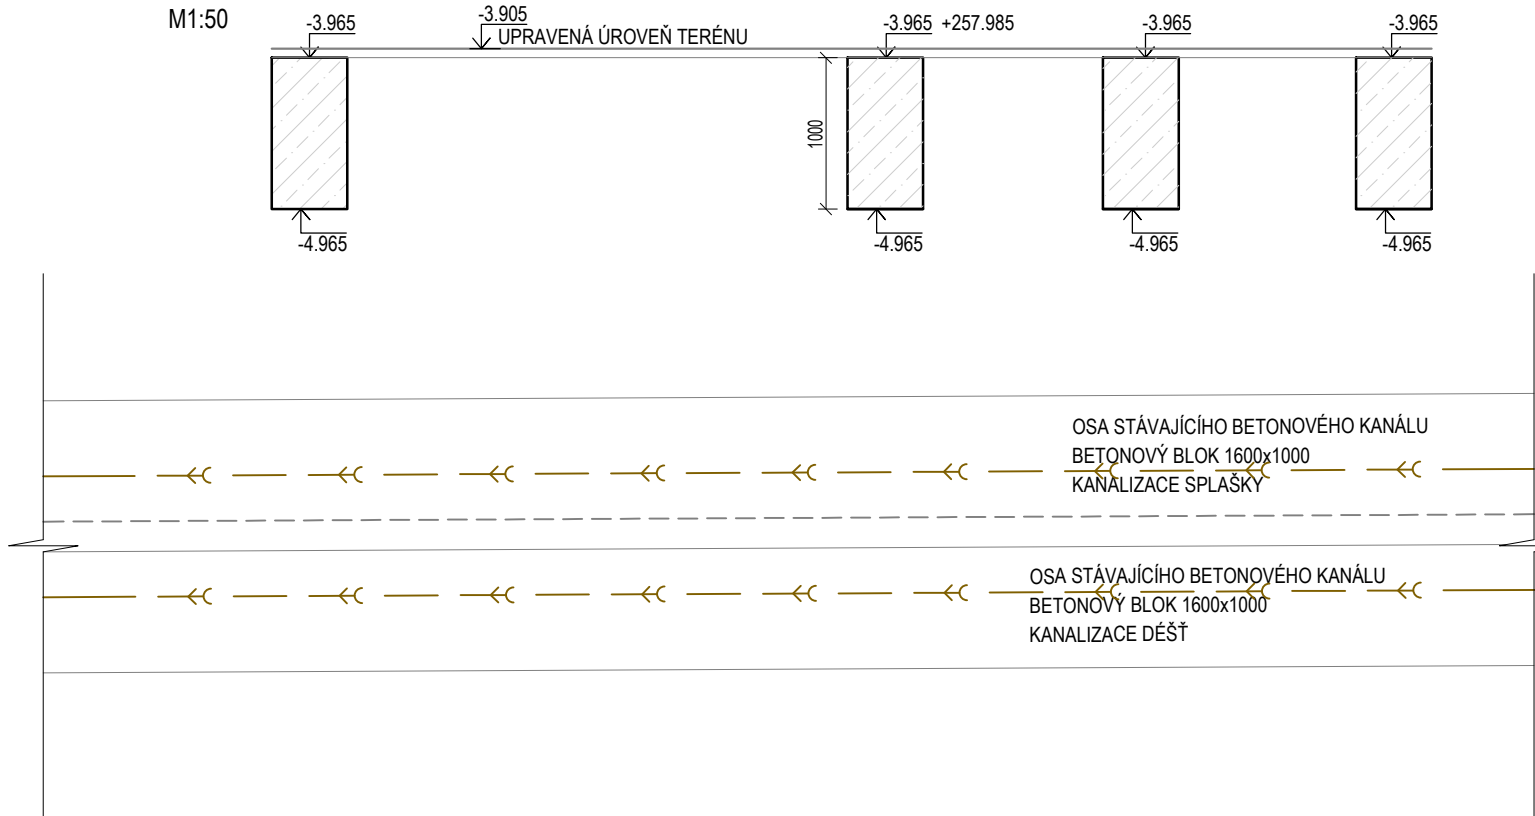 M1:50
-3.965
-3.905
UPRAVENÁ ÚROVEŇ TERÉNU
-3.965 +257.985
-3.965
-3.965
1000
-4.965
-4.965
-4.965
-4.965
OSA STÁVAJÍCÍHO BETONOVÉHO KANÁLU
BETONOVÝ BLOK 1600x1000
KANALIZACE SPLAŠKY
OSA STÁVAJÍCÍHO BETONOVÉHO KANÁLU
BETONOVÝ BLOK 1600x1000
KANALIZACE DÉŠŤ